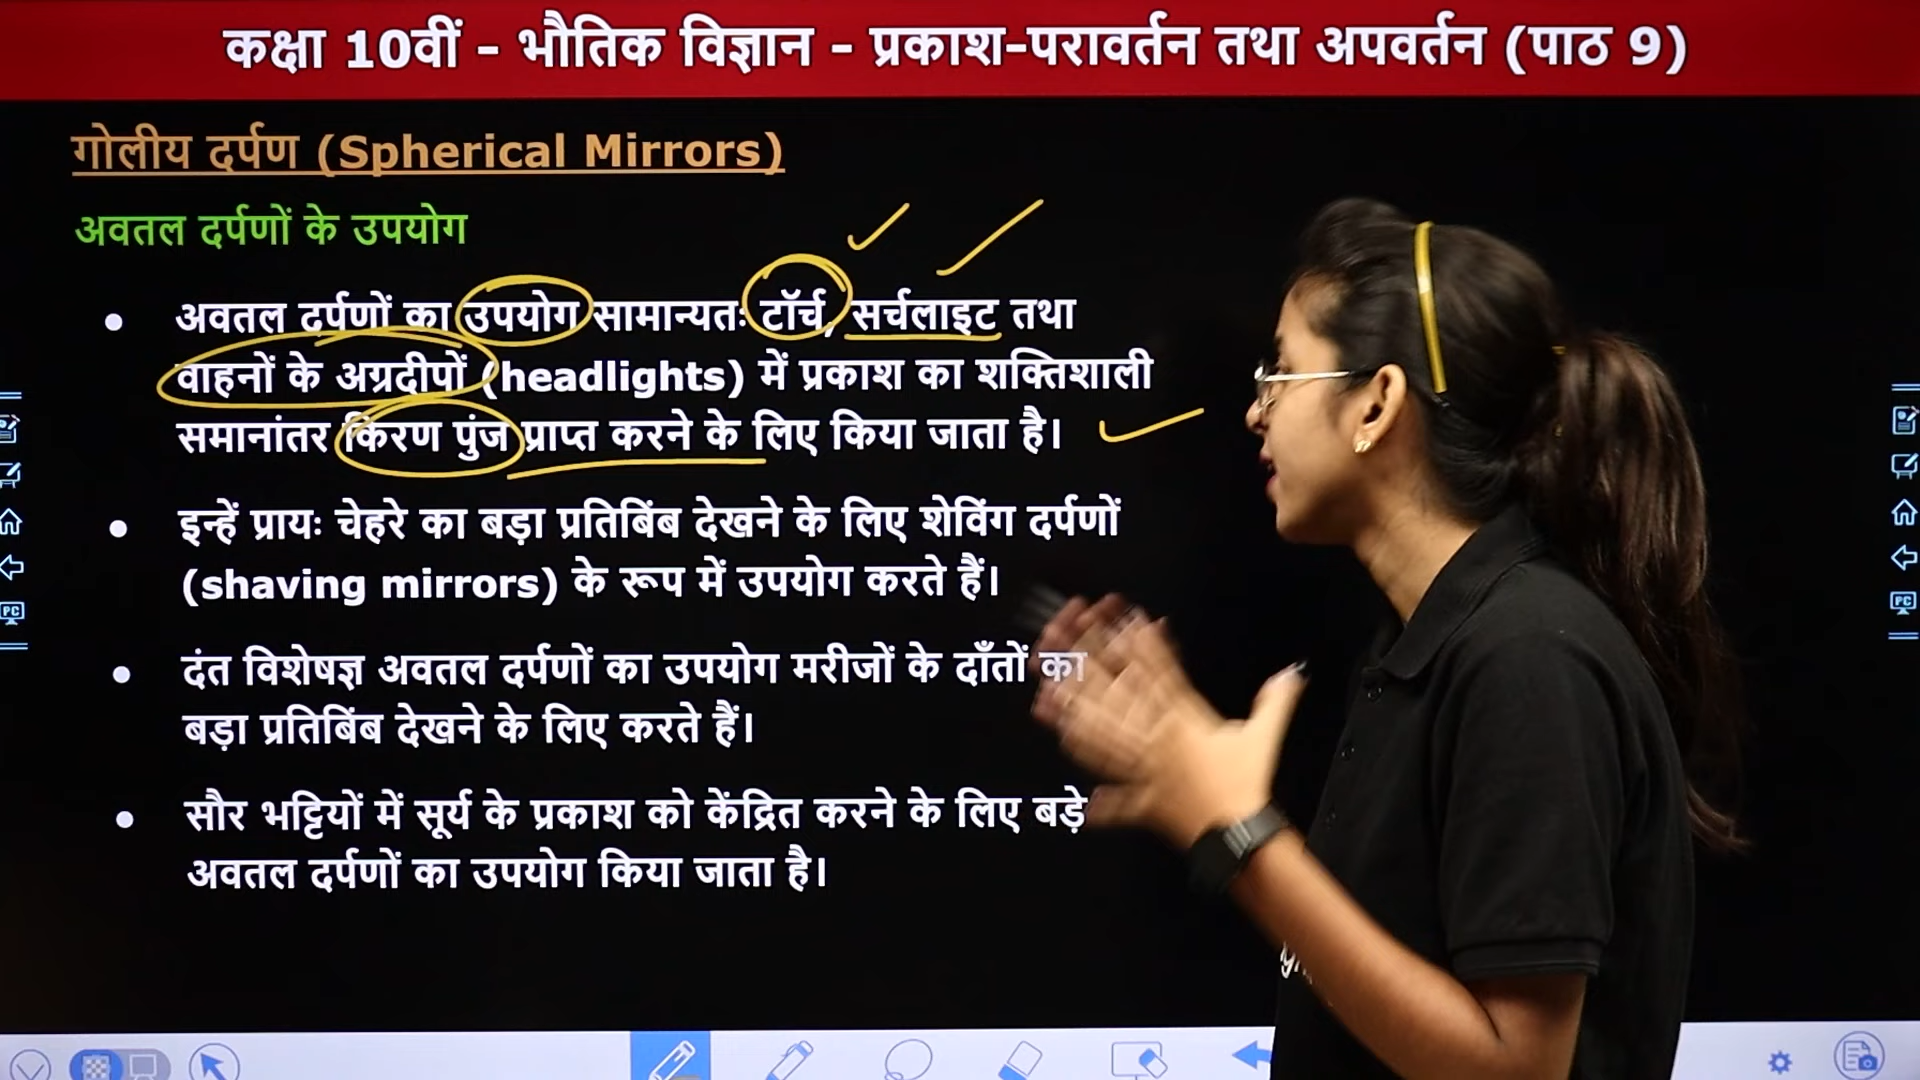 कक्षा 10वीं - भौतिक विज्ञान - प्रकाश-परावर्तन तथा अपवर्तन (पाठ 9)
गोलीय दर्पण (Spherical Mirrors)
अवतल दर्पणों के उपयोग
• अवतल दर्पणों का उपयोग सामान्यतः टॉर्च, सर्चलाइट तथा
वाहनों के अग्रदीपों (headlights) में प्रकाश का शक्तिशाली
समानांतर किरण पुंज प्राप्त करने के लिए किया जाता है।
• इन्हें प्रायः चेहरे का बड़ा प्रतिबिंब देखने के लिए शेविंग दर्पणों
(shaving mirrors) के रूप में उपयोग करते हैं।
• दंत विशेषज्ञ अवतल दर्पणों का उपयोग मरीजों के दाँतों का
बड़ा प्रतिबिंब देखने के लिए करते हैं।
• सौर भट्टियों में सूर्य के प्रकाश को केंद्रित करने के लिए बड़े
अवतल दर्पणों का उपयोग किया जाता है।
PC
PC